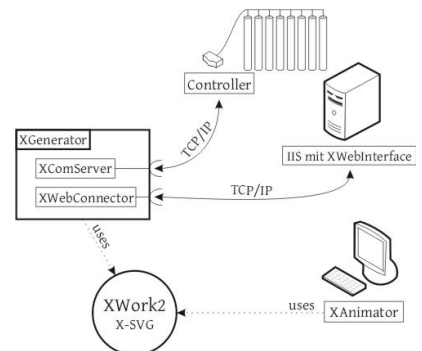 Controller
TCP/IP
XGenerator
XComServer
IIS mit XWebInterface
XWebConnector
TCP/IP
uses
XWork2
X-SVG
uses
XAnimator